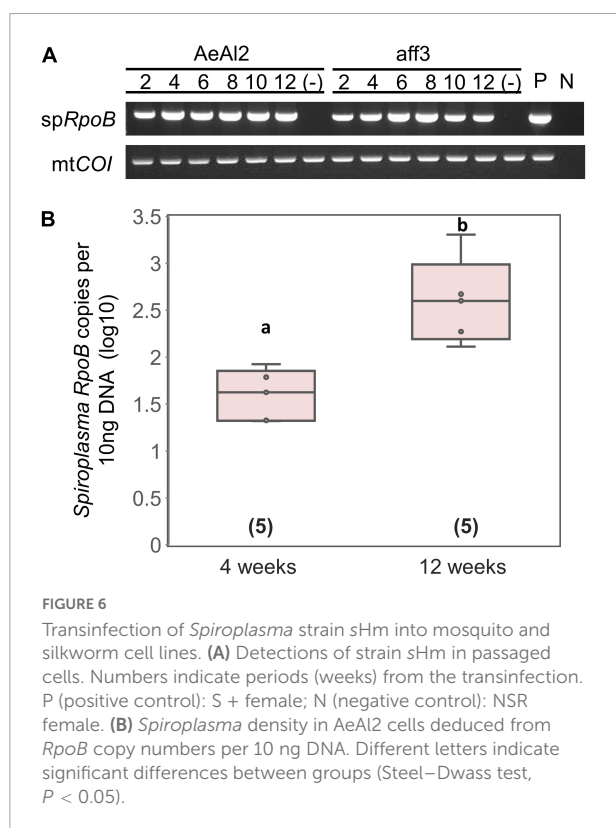 A
AeAl2 aff3
2 4 6 8 10 12 (-) 2 4 6 8 10 12 (-) P N
spRpoB
mtCOI
B
Spiroplasma RpoB copies per
10ng DNA (log10)
3.5
3
2.5
2
1.5
1
0.5
0
a
b
(5) (5)
4 weeks 12 weeks
FIGURE 6
Transinfection of Spiroplasma strain sHm into mosquito and
silkworm cell lines. (A) Detections of strain sHm in passaged
cells. Numbers indicate periods (weeks) from the transinfection.
P (positive control): S + female; N (negative control): NSR
female. (B) Spiroplasma density in AeAl2 cells deduced from
RpoB copy numbers per 10 ng DNA. Different letters indicate
significant differences between groups (Steel–Dwass test,
P < 0.05).